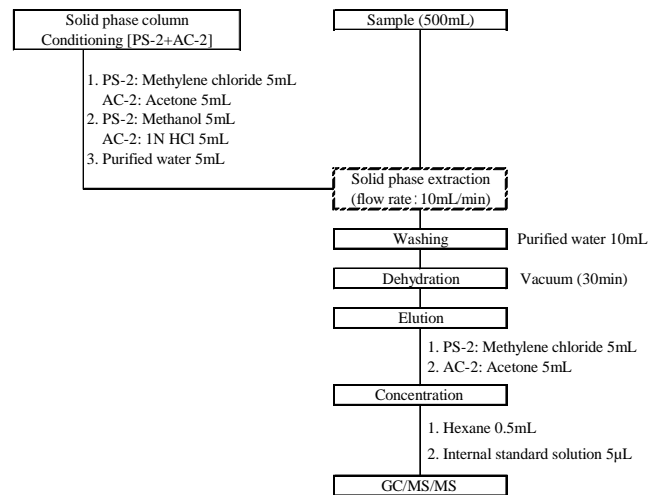 Solid phase column
Conditioning [PS-2+AC-2]
Sample (500mL)
1. PS-2: Methylene chloride 5mL
AC-2: Acetone 5mL
2. PS-2: Methanol 5mL
AC-2: 1N HCl 5mL
3. Purified water 5mL
Solid phase extraction
(flow rate：10mL/min)
Washing
Purified water 10mL
Dehydration
Vacuum (30min)
Elution
1. PS-2: Methylene chloride 5mL
2. AC-2: Acetone 5mL
Concentration
1. Hexane 0.5mL
2. Internal standard solution 5μL
GC/MS/MS